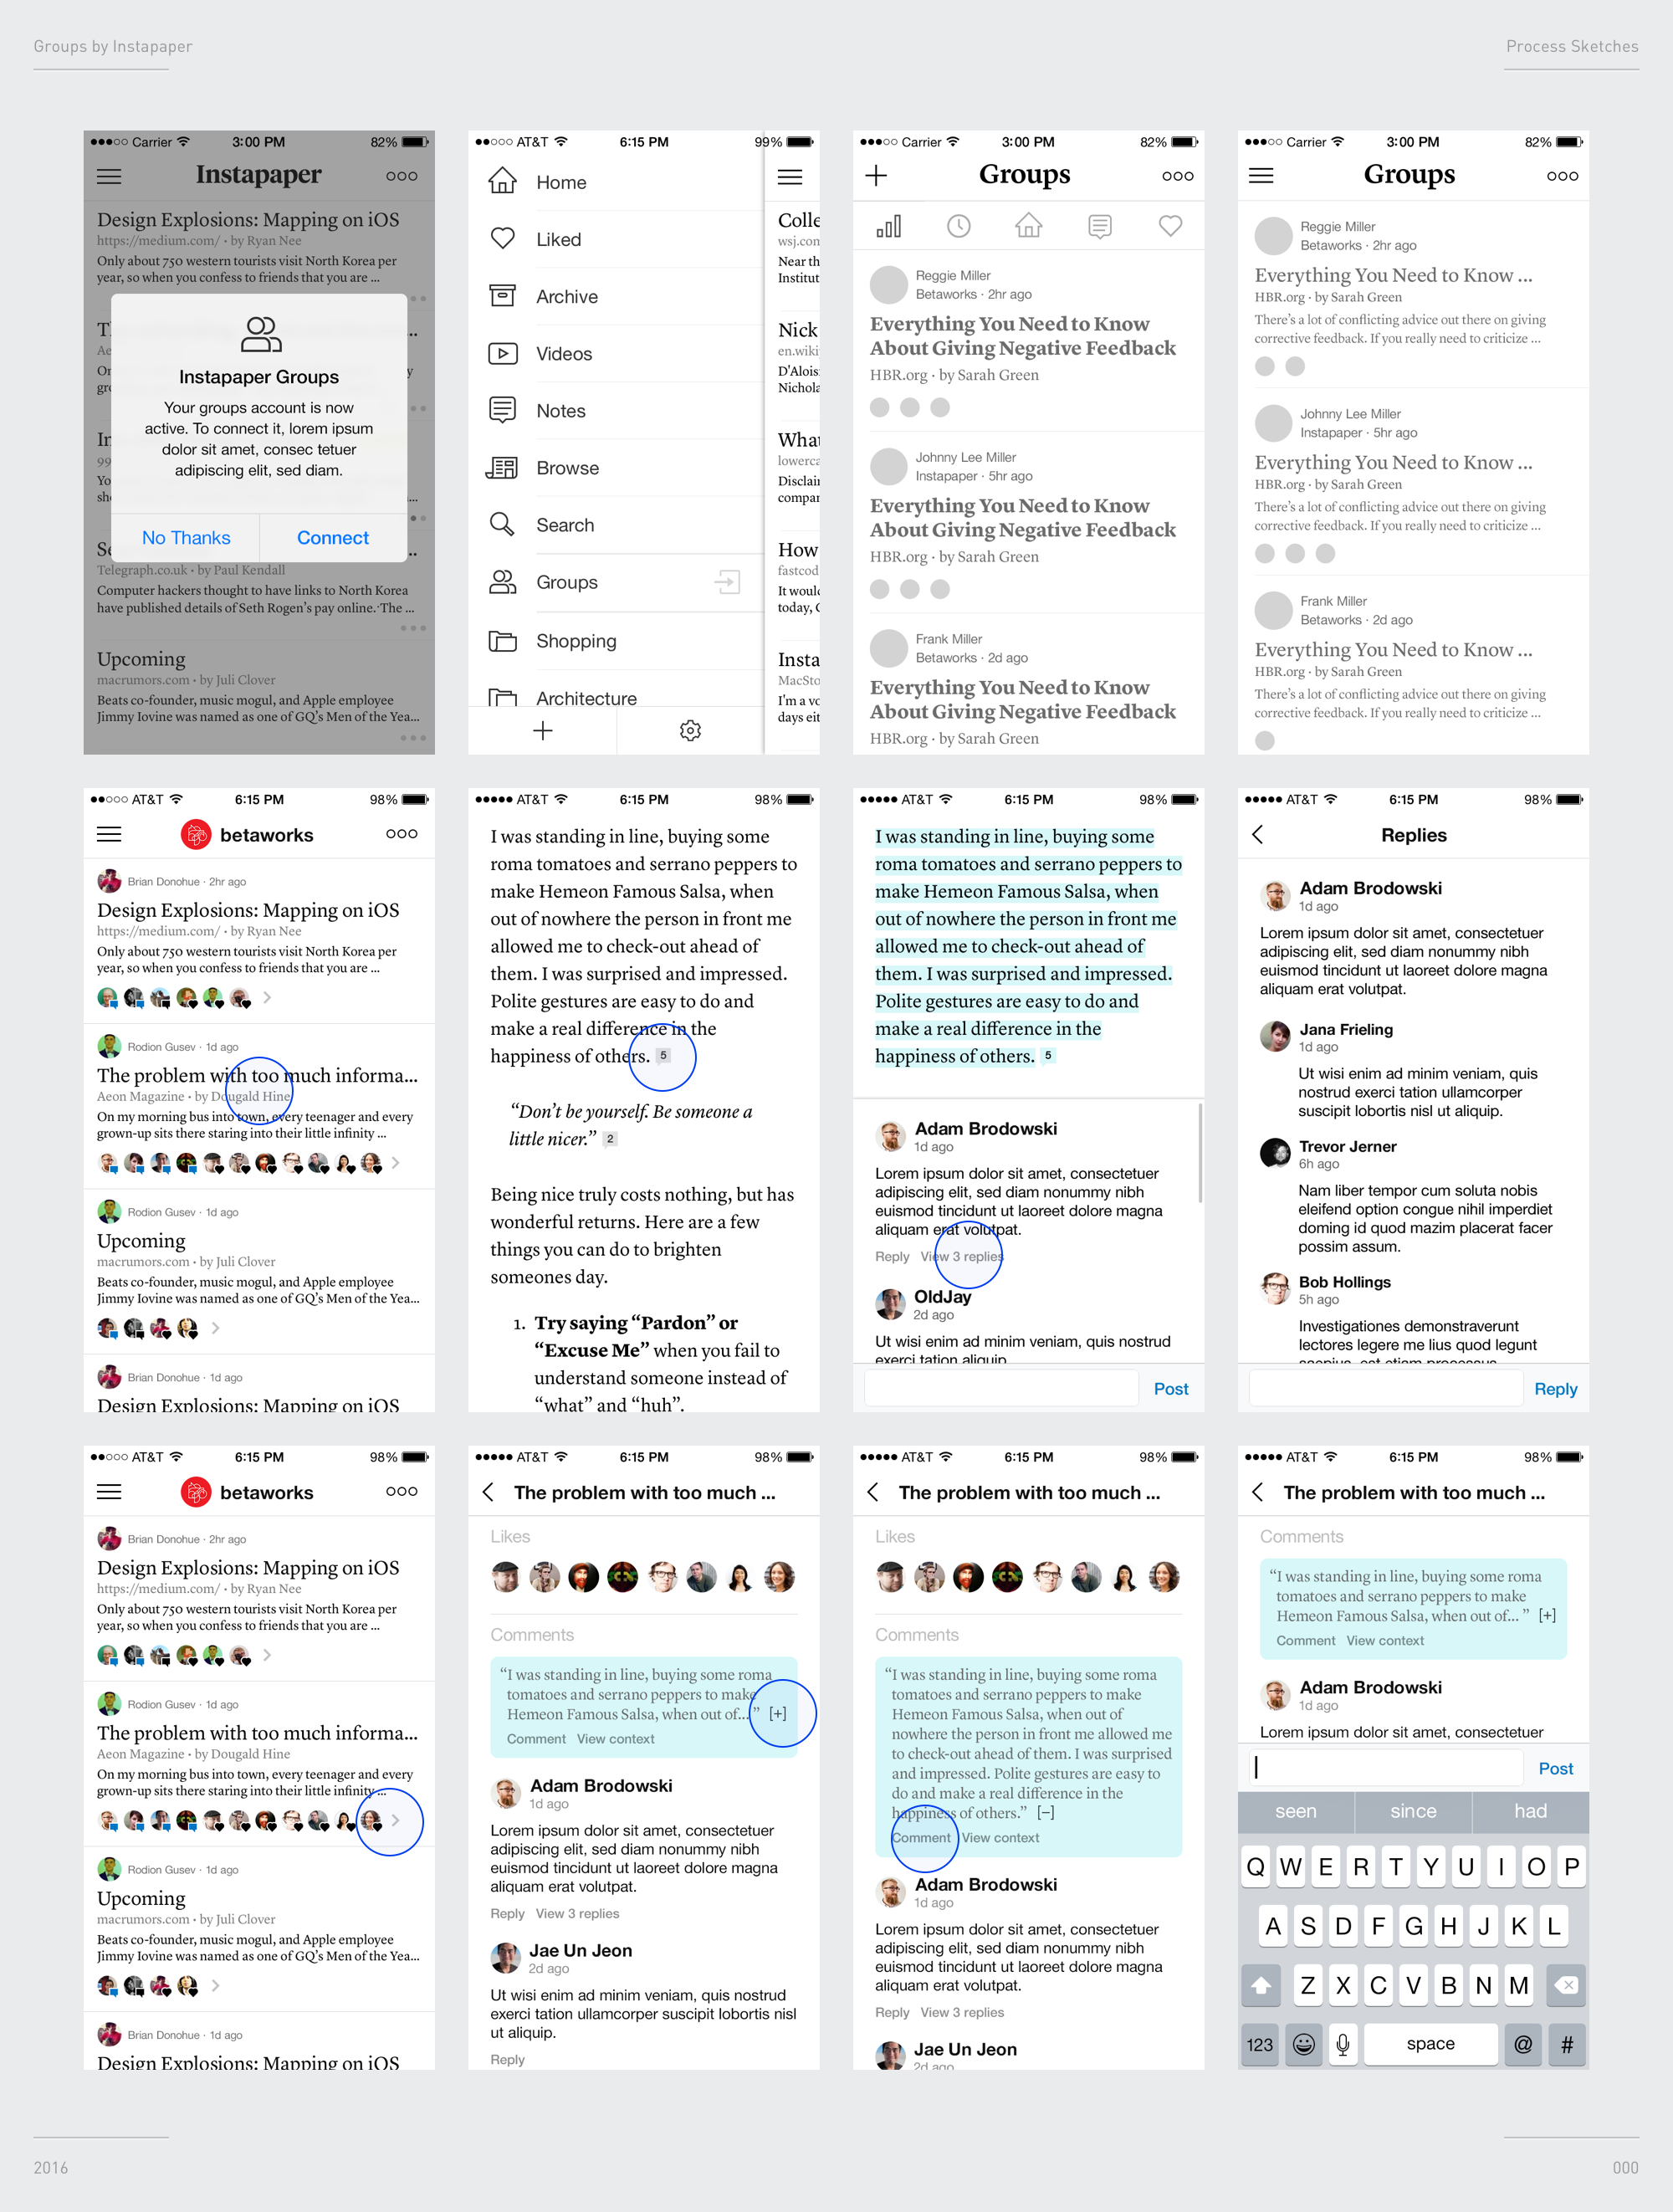 Groups by Instapaper
Process Sketches
Carrier 3:00 PM 82%
Instapaper
Design Explosions: Mapping on iOS
https://medium.com/ • by Ryan Nee
Only about 750 western tourists visit North Korea per
year, so when you confess to friends that you are ...
Instapaper Groups
Your groups account is now
active. To connect it, lorem ipsum
dolor sit amet, consec tetuer
adipiscing elit, sed diam.
No Thanks
Connect
Telegraph.co.uk • by Paul Kendall
Computer hackers thought to have links to North Korea
have published details of Seth Rogen's pay online. The ...
Upcoming
macrumors.com • by Juli Clover
Beats co-founder, music mogul, and Apple employee
Jimmy Iovine was named as one of GQ's Men of the Yea...
AT&T 6:15 PM 99%
Home
Liked
Archive
Videos
Notes
Browse
Search
Groups
Shopping
Architecture
Colle
wsj.con
Near th
Institut
Nick
en.wiki
D'Alois
Nichola
What
lowerca
Disclain
compar
How
fastcod
It would
today, C
Insta
MacSto
I'm a vo
days eit
Carrier 3:00 PM 82%
Groups
Reggie Miller
Betaworks · 2hr ago
Everything You Need to Know
About Giving Negative Feedback
HBR.org · by Sarah Green
Johnny Lee Miller
Instapaper · 5hr ago
Everything You Need to Know
About Giving Negative Feedback
HBR.org · by Sarah Green
Frank Miller
Betaworks · 2d ago
Everything You Need to Know
About Giving Negative Feedback
HBR.org · by Sarah Green
Carrier 3:00 PM 82%
Groups
Reggie Miller
Betaworks · 2hr ago
Everything You Need to Know ...
HBR.org · by Sarah Green
There's a lot of conflicting advice out there on giving
corrective feedback. If you really need to criticize ...
Johnny Lee Miller
Instapaper · 5hr ago
Everything You Need to Know ...
HBR.org · by Sarah Green
There's a lot of conflicting advice out there on giving
corrective feedback. If you really need to criticize ...
Frank Miller
Betaworks · 2d ago
Everything You Need to Know ...
HBR.org · by Sarah Green
There's a lot of conflicting advice out there on giving
corrective feedback. If you really need to criticize ...
AT&T 6:15 PM 98%
betaworks
Brian Donohue · 2hr ago
Design Explosions: Mapping on iOS
https://medium.com/ • by Ryan Nee
Only about 750 western tourists visit North Korea per
year, so when you confess to friends that you are ...
Rodion Gusev · 1d ago
The problem with too much informa...
Aeon Magazine • by Dougald Hine
On my morning bus into town, every teenager and every
grown-up sits there staring into their little infinity ...
Rodion Gusev · 1d ago
Upcoming
macrumors.com • by Juli Clover
Beats co-founder, music mogul, and Apple employee
Jimmy Iovine was named as one of GQ's Men of the Yea...
Brian Donohue · 1d ago
Design Explosions: Mapping on iOS
AT&T 6:15 PM 98%
I was standing in line, buying some
roma tomatoes and serrano peppers to
make Hemeon Famous Salsa, when
out of nowhere the person in front me
allowed me to check-out ahead of
them. I was surprised and impressed.
Polite gestures are easy to do and
make a real difference in the
happiness of others. 5
“Don't be yourself. Be someone a
little nicer.” 2
Being nice truly costs nothing, but has
wonderful returns. Here are a few
things you can do to brighten
someones day.
1. Try saying “Pardon” or
“Excuse Me” when you fail to
understand someone instead of
“what” and “huh”.
AT&T 6:15 PM 98%
I was standing in line, buying some
roma tomatoes and serrano peppers to
make Hemeon Famous Salsa, when
out of nowhere the person in front me
allowed me to check-out ahead of
them. I was surprised and impressed.
Polite gestures are easy to do and
make a real difference in the
happiness of others. 5
Adam Brodowski
1d ago
Lorem ipsum dolor sit amet, consectetuer
adipiscing elit, sed diam nonummy nibh
euismod tincidunt ut laoreet dolore magna
aliquam erat volutpat.
Reply View 3 replies
OldJay
2d ago
Ut wisi enim ad minim veniam, quis nostrud
exerci tation aliquip
Post
AT&T 6:15 PM 98%
Replies
Adam Brodowski
1d ago
Lorem ipsum dolor sit amet, consectetuer
adipiscing elit, sed diam nonummy nibh
euismod tincidunt ut laoreet dolore magna
aliquam erat volutpat.
Jana Frieling
1d ago
Ut wisi enim ad minim veniam, quis
nostrud exerci tation ullamcorper
suscipit lobortis nisl ut aliquip.
Trevor Jerner
6h ago
Nam liber tempor cum soluta nobis
eleifend option congue nihil imperdiet
doming id quod mazim placerat facer
possim assum.
Bob Hollings
5h ago
Investigationes demonstraverunt
lectores legere me lius quod legunt
Reply
AT&T 6:15 PM 98%
betaworks
Brian Donohue · 2hr ago
Design Explosions: Mapping on iOS
https://medium.com/ • by Ryan Nee
Only about 750 western tourists visit North Korea per
year, so when you confess to friends that you are ...
Rodion Gusev · 1d ago
The problem with too much informa...
Aeon Magazine • by Dougald Hine
On my morning bus into town, every teenager and every
grown-up sits there staring into their little infinity ...
Rodion Gusev · 1d ago
Upcoming
macrumors.com • by Juli Clover
Beats co-founder, music mogul, and Apple employee
Jimmy Iovine was named as one of GQ's Men of the Yea...
Brian Donohue · 1d ago
Design Explosions: Mapping on iOS
AT&T 6:15 PM 98%
The problem with too much ...
Likes
Comments
“I was standing in line, buying some roma
tomatoes and serrano peppers to make
Hemeon Famous Salsa, when out of... ” [+]
Comment View context
Adam Brodowski
1d ago
Lorem ipsum dolor sit amet, consectetuer
adipiscing elit, sed diam nonummy nibh
euismod tincidunt ut laoreet dolore magna
aliquam erat volutpat.
Reply View 3 replies
Jae Un Jeon
2d ago
Ut wisi enim ad minim veniam, quis nostrud
exerci tation ullamcorper suscipit lobortis nisl
ut aliquip.
Reply
AT&T 6:15 PM 98%
The problem with too much ...
Likes
Comments
“I was standing in line, buying some roma
tomatoes and serrano peppers to make
Hemeon Famous Salsa, when out of
nowhere the person in front me allowed me
to check-out ahead of them. I was surprised
and impressed. Polite gestures are easy to
do and make a real difference in the
happiness of others.” [–]
Comment View context
Adam Brodowski
1d ago
Lorem ipsum dolor sit amet, consectetuer
adipiscing elit, sed diam nonummy nibh
euismod tincidunt ut laoreet dolore magna
aliquam erat volutpat.
Reply View 3 replies
Jae Un Jeon
2d ago
AT&T 6:15 PM 98%
The problem with too much ...
Comments
“I was standing in line, buying some roma
tomatoes and serrano peppers to make
Hemeon Famous Salsa, when out of... ” [+]
Comment View context
Adam Brodowski
1d ago
Lorem ipsum dolor sit amet, consectetuer
Post
seen since had
Q W E R T Y U I O P
A S D F G H J K L
Z X C V B N M
123 space @ #
2016
000